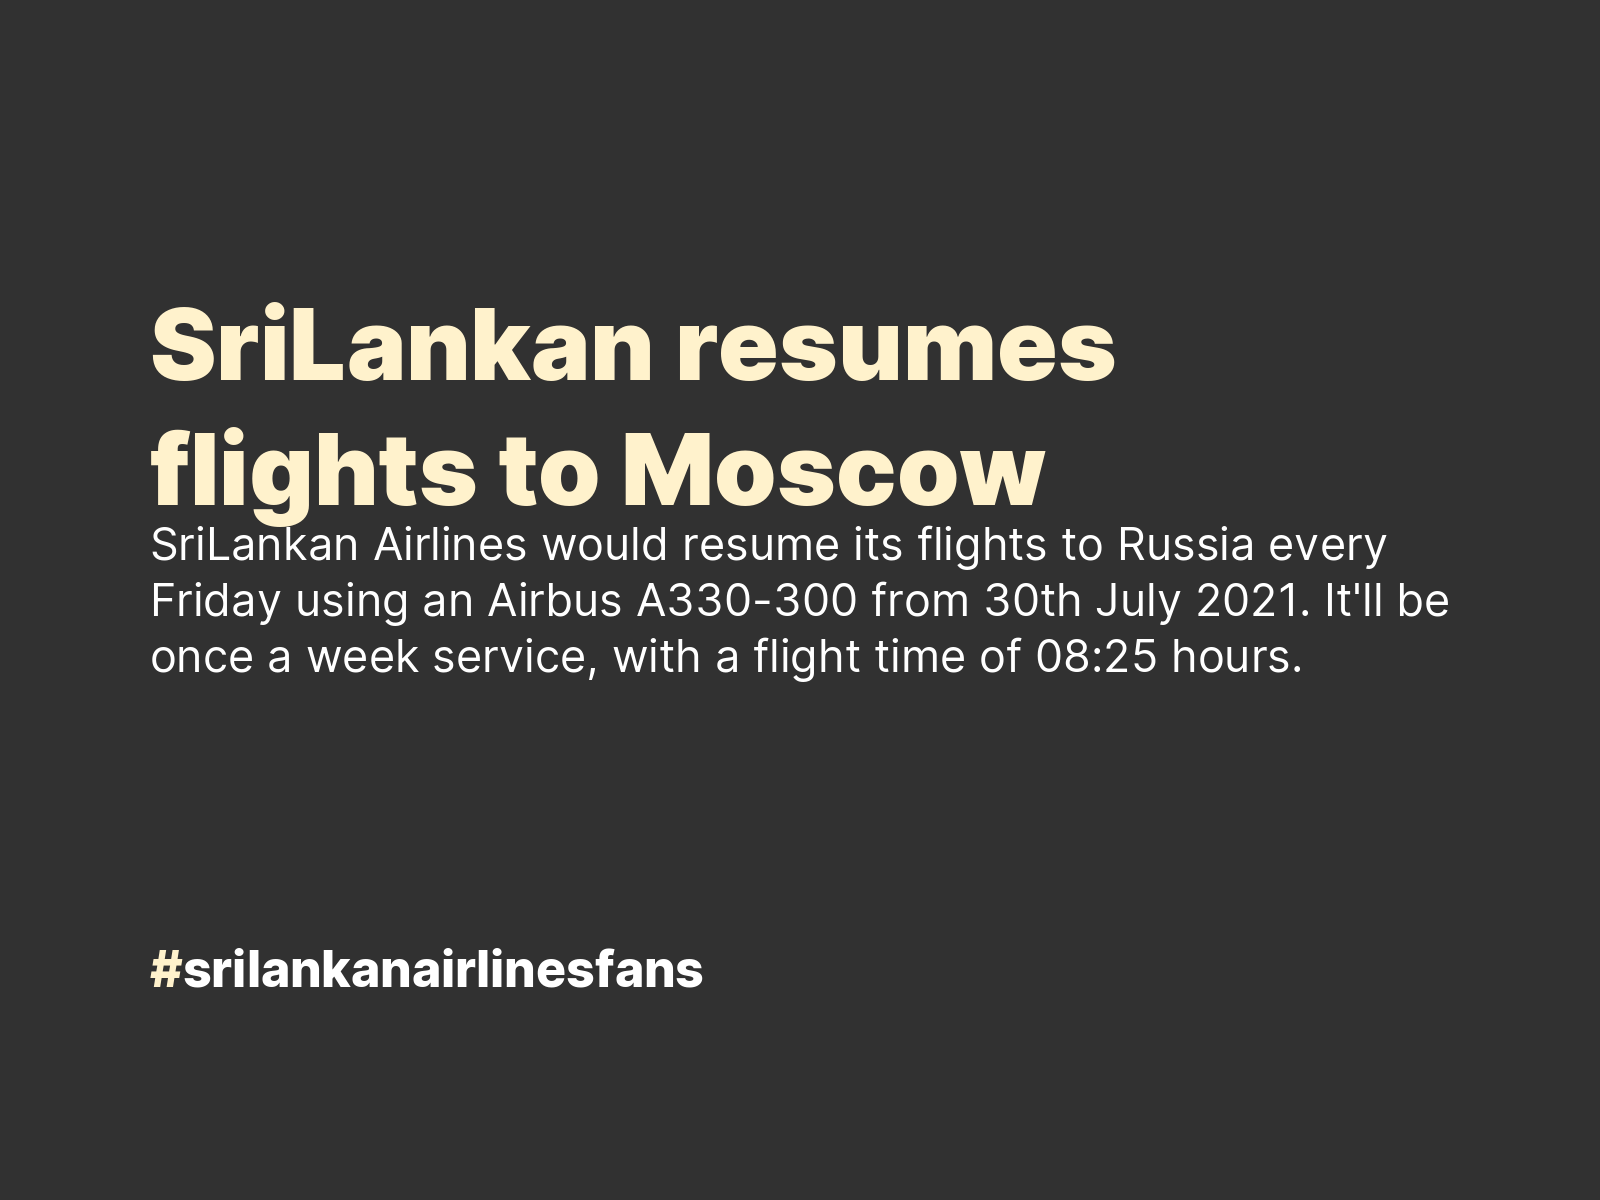 SriLankan resumes
flights to Moscow
SriLankan Airlines would resume its flights to Russia every
Friday using an Airbus A330-300 from 30th July 2021. It'll be
once a week service, with a flight time of 08:25 hours.
#srilankanairlinesfans